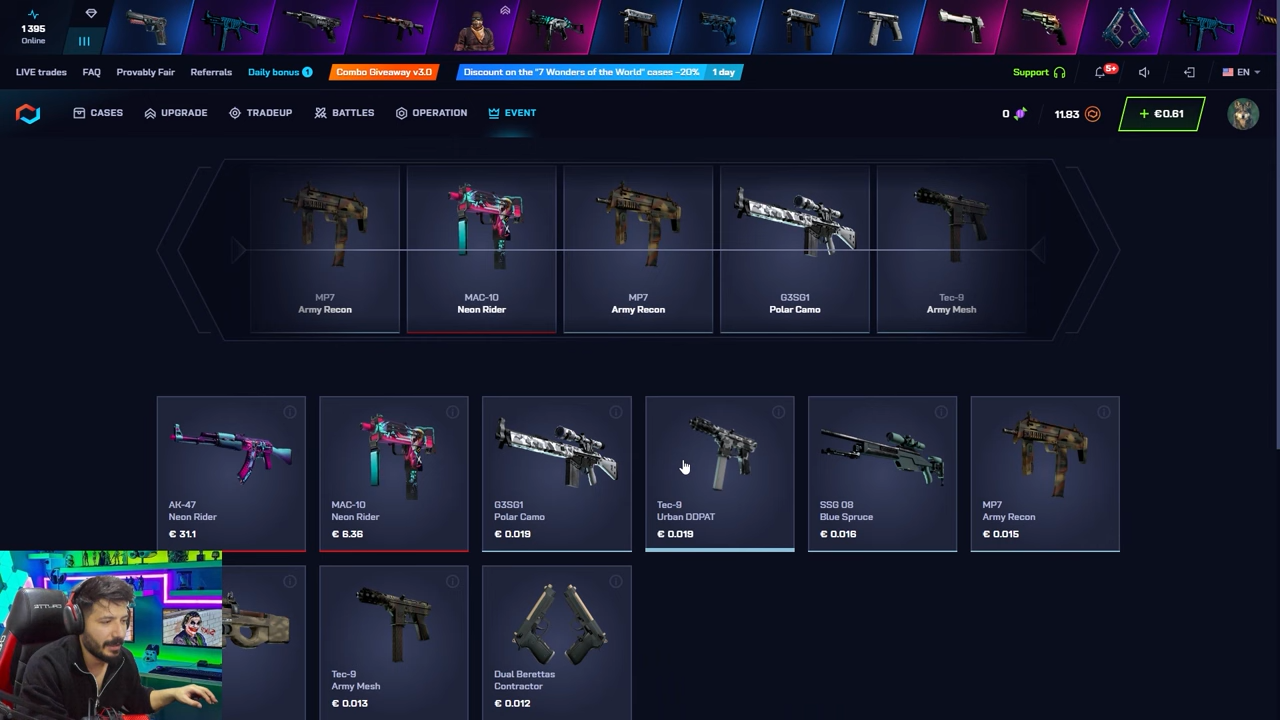 1 395
Online
LIVE trades
FAQ
Provably Fair
Referrals
Daily bonus 1
Combo Giveaway v3.0
Discount on the "7 Wonders of the World" cases –20%
1 day
Support
5+
EN
CASES
UPGRADE
TRADEUP
BATTLES
OPERATION
EVENT
0
11.83
+ €0.61
MP7
Army Recon
MAC-10
Neon Rider
MP7
Army Recon
G3SG1
Polar Camo
Tec-9
Army Mesh
AK-47
Neon Rider
€ 31.1
MAC-10
Neon Rider
€ 6.36
G3SG1
Polar Camo
€ 0.019
Tec-9
Urban DDPAT
€ 0.019
SSG 08
Blue Spruce
€ 0.016
MP7
Army Recon
€ 0.015
Tec-9
Army Mesh
€ 0.013
Dual Berettas
Contractor
€ 0.012